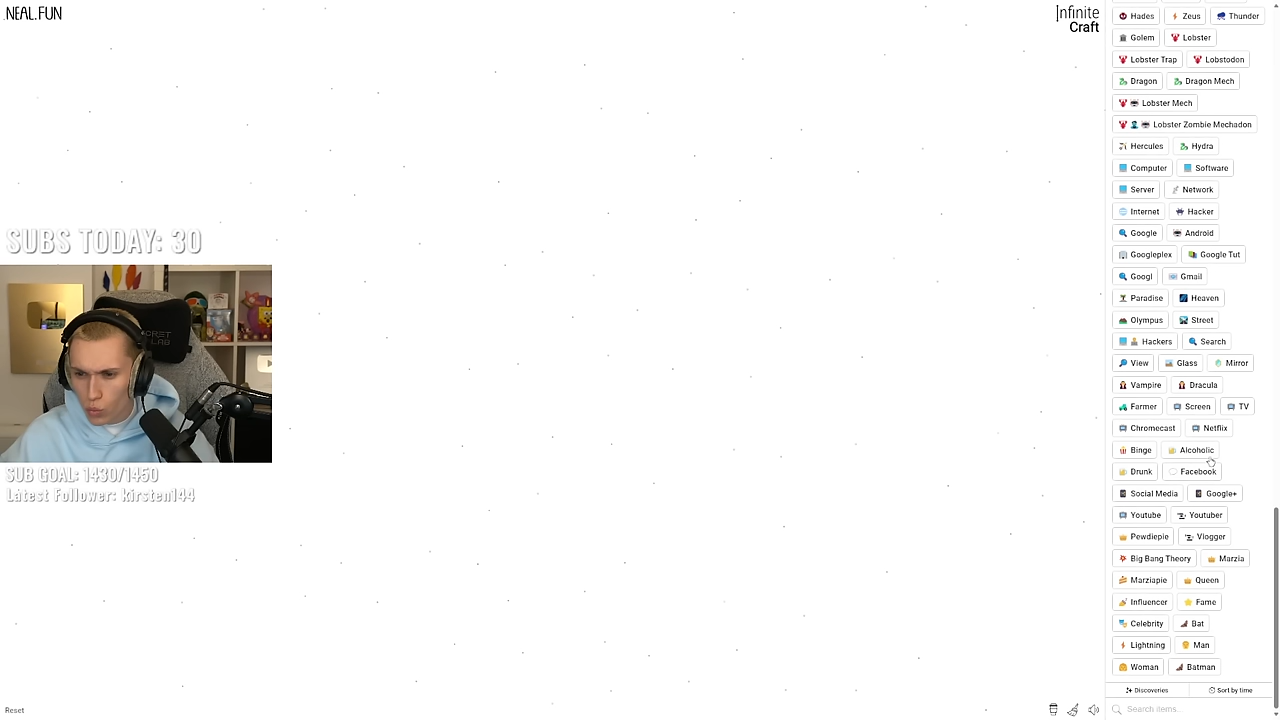 NEAL.FUN
Infinite
Craft
Hades Zeus Thunder
Golem Lobster
Lobster Trap Lobstodon
Dragon Dragon Mech
Lobster Mech
Lobster Zombie Mechadon
Hercules Hydra
Computer Software
Server Network
Internet Hacker
Google Android
Googleplex Google Tut
Googl Gmail
Paradise Heaven
Olympus Street
Hackers Search
View Glass Mirror
Vampire Dracula
Farmer Screen TV
Chromecast Netflix
Binge Alcoholic
Drunk Facebook
Social Media Google+
Youtube Youtuber
Pewdiepie Vlogger
Big Bang Theory Marzia
Marziapie Queen
Influencer Fame
Celebrity Bat
Lightning Man
Woman Batman
Discoveries Sort by time
Search items...
SUBS TODAY: 30
SECRET
LAB
SUB GOAL: 1430/1450
Latest Follower: kirsten144
Reset